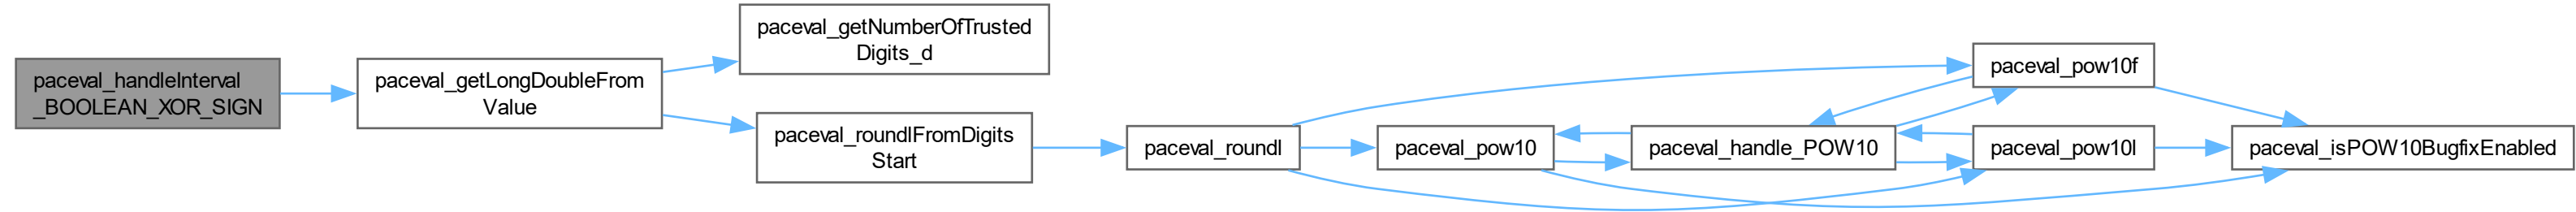 paceval_handleInterval
_BOOLEAN_XOR_SIGN
paceval_getLongDoubleFrom
Value
paceval_getNumberOfTrusted
Digits_d
paceval_roundlFromDigits
Start
paceval_roundl
paceval_pow10
paceval_handle_POW10
paceval_pow10f
paceval_pow10l
paceval_isPOW10BugfixEnabled